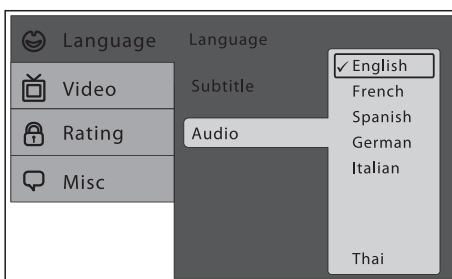 Language
Video
Rating
Misc
Language
Subtitle
Audio
✓ English
French
Spanish
German
Italian
Thai